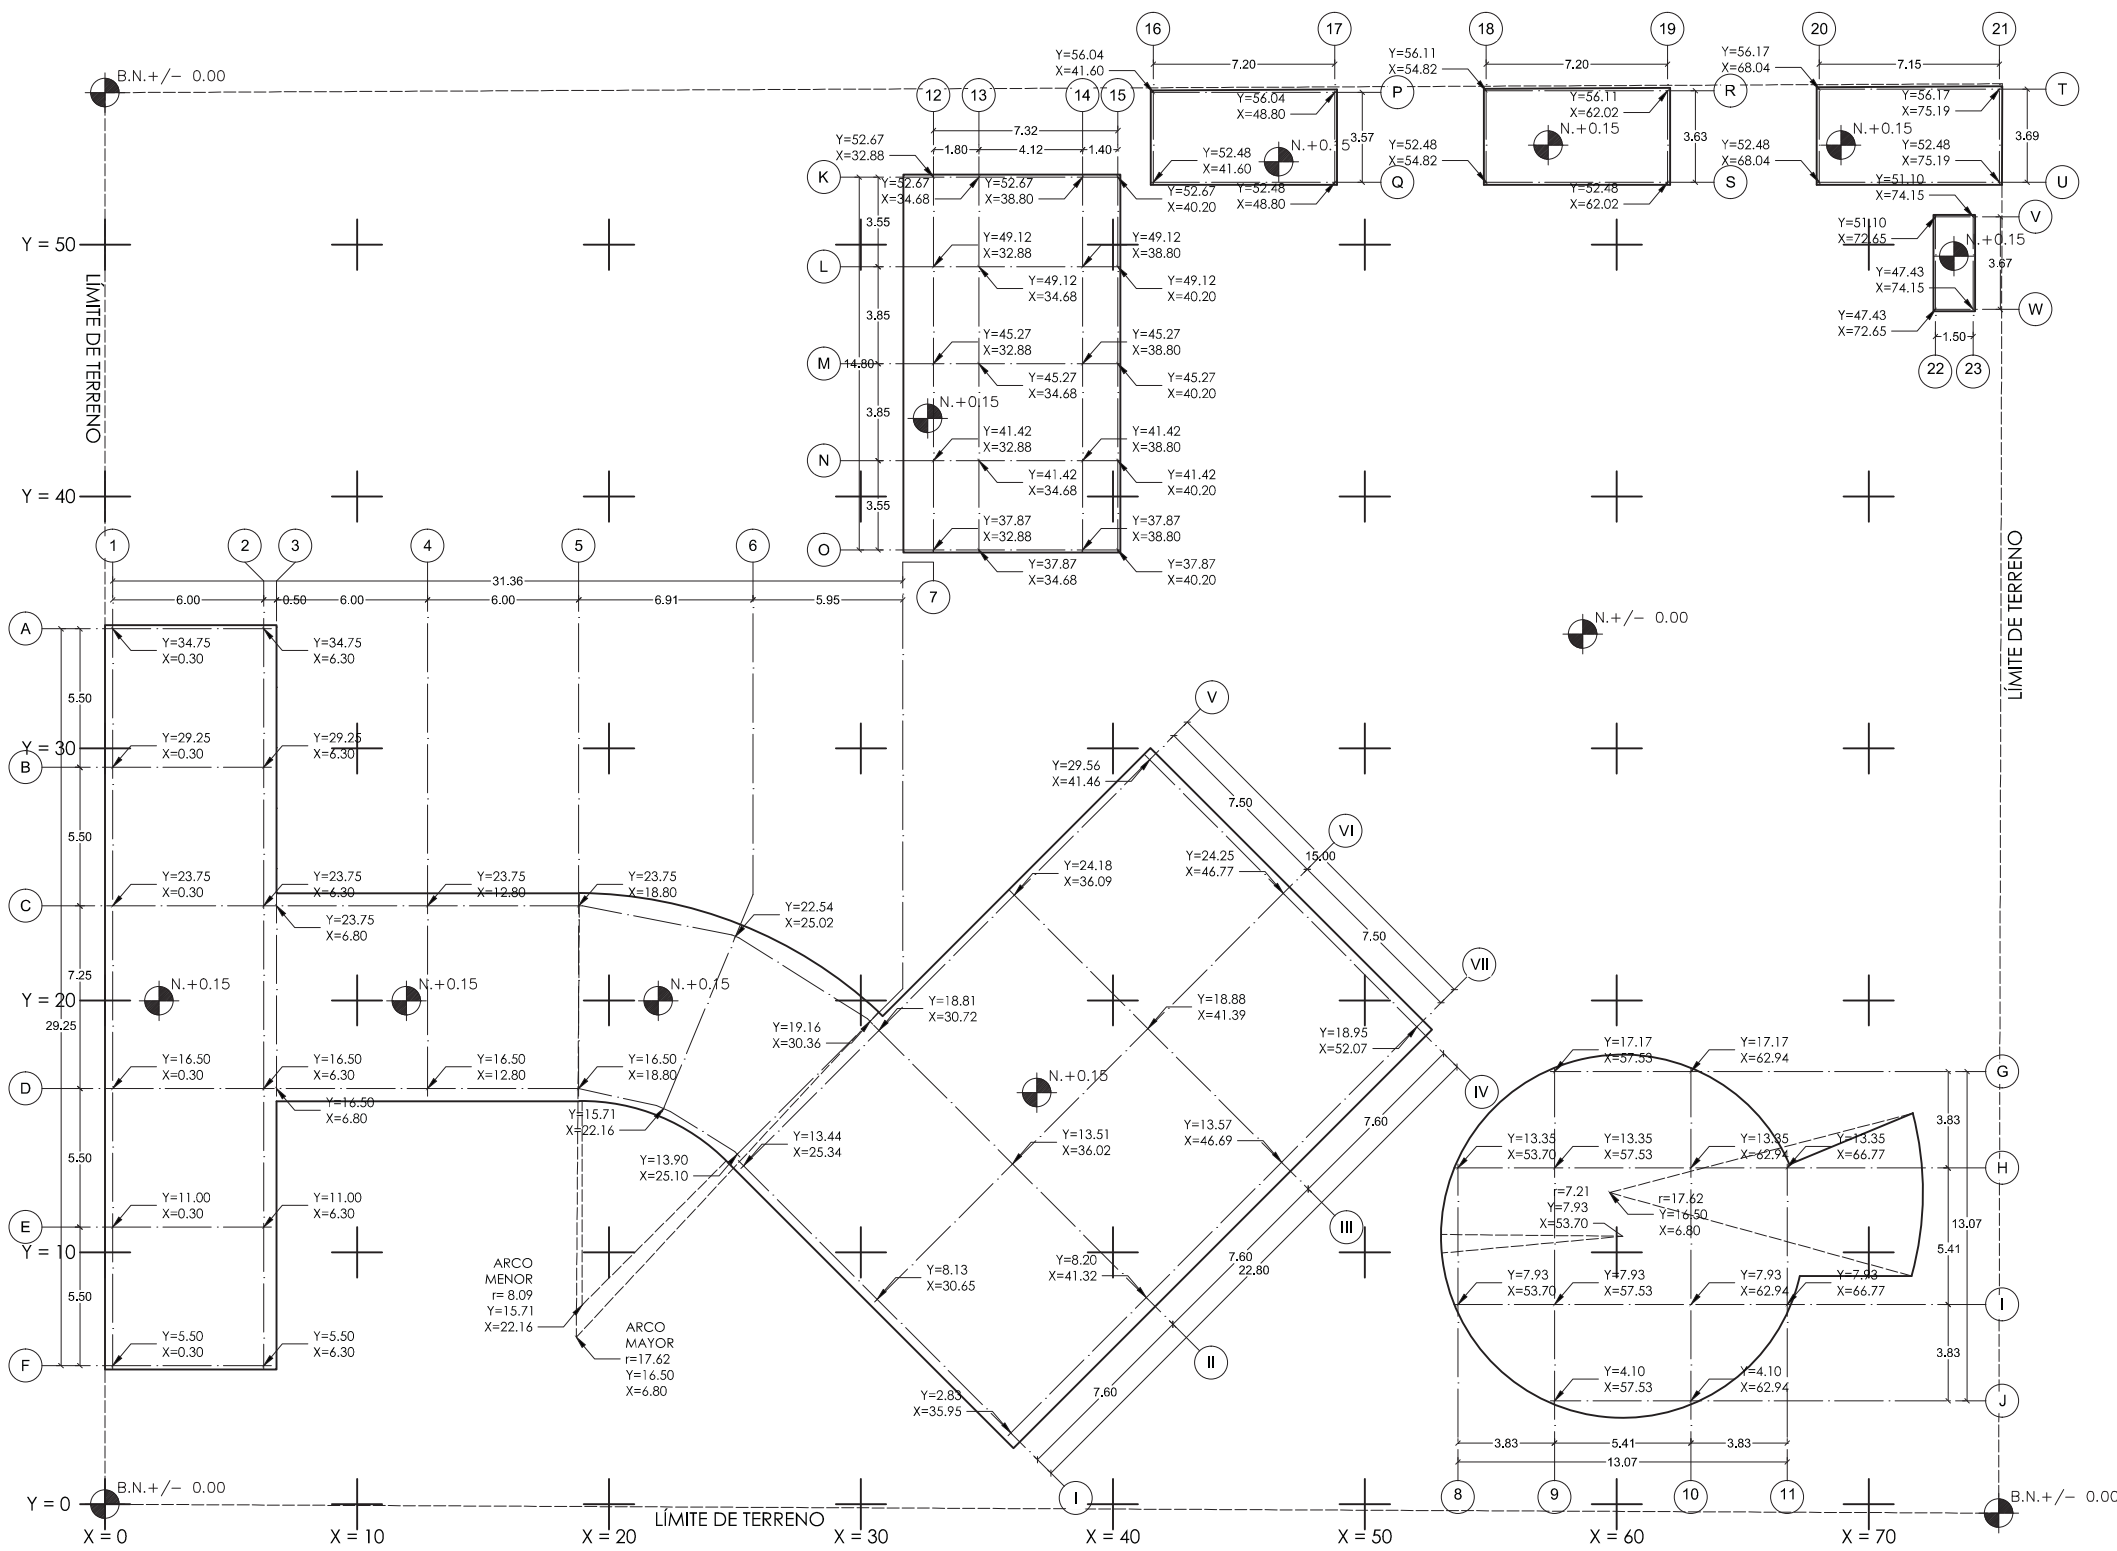 16
17
18
19
20
21
Y=56.04
X=41.60
7.20
Y=56.11
X=54.82
7.20
Y=56.17
X=68.04
7.15
B.N.+/- 0.00
12
13
14
15
P
R
T
Y=56.04
X=48.80
Y=56.11
X=62.02
Y=56.17
X=75.19
7.32
1.80
4.12
1.40
N.+0.15
3.57
N.+0.15
3.63
N.+0.15
3.69
Y=52.67
X=32.88
Y=52.48
X=41.60
Y=52.48
X=54.82
Y=52.48
X=68.04
Y=52.48
X=75.19
K
Q
S
U
Y=52.67
X=34.68
Y=52.67
X=38.80
Y=52.67
X=40.20
Y=52.48
X=48.80
Y=52.48
X=62.02
Y=51.10
X=74.15
3.55
V
Y=51.10
X=72.65
N.+0.15
3.67
Y = 50
Y=49.12
X=32.88
Y=49.12
X=38.80
L
Y=49.12
X=34.68
Y=49.12
X=40.20
Y=47.43
X=74.15
W
Y=47.43
X=72.65
1.50
22
23
LÍMITE DE TERRENO
3.85
Y=45.27
X=32.88
Y=45.27
X=38.80
M
14.80
Y=45.27
X=34.68
Y=45.27
X=40.20
N.+0.15
3.85
Y=41.42
X=32.88
Y=41.42
X=38.80
N
Y=41.42
X=34.68
Y=41.42
X=40.20
Y = 40
3.55
Y=37.87
X=32.88
Y=37.87
X=38.80
O
Y=37.87
X=34.68
Y=37.87
X=40.20
1
2
3
4
5
6
7
31.36
6.00
0.50
6.00
6.00
6.91
5.95
LÍMITE DE TERRENO
N.+/- 0.00
A
Y=34.75
X=0.30
Y=34.75
X=6.30
5.50
Y=29.25
X=0.30
Y=29.25
X=6.30
Y = 30
B
5.50
V
Y=29.56
X=41.46
7.50
VI
15.00
Y=24.18
X=36.09
Y=24.25
X=46.77
7.50
VII
Y=23.75
X=0.30
Y=23.75
X=6.30
Y=23.75
X=12.80
Y=23.75
X=18.80
C
Y=23.75
X=6.80
Y=22.54
X=25.02
7.25
N.+0.15
N.+0.15
N.+0.15
Y = 20
29.25
Y=18.81
X=30.72
Y=18.88
X=41.39
Y=19.16
X=30.36
Y=18.95
X=52.07
Y=16.50
X=0.30
Y=16.50
X=6.30
Y=16.50
X=12.80
Y=16.50
X=18.80
D
Y=16.50
X=6.80
Y=15.71
X=22.16
N.+0.15
IV
7.60
Y=17.17
X=57.53
Y=17.17
X=62.94
G
3.83
Y=13.90
X=25.10
Y=13.44
X=25.34
Y=13.51
X=36.02
Y=13.57
X=46.69
Y=13.35
X=53.70
Y=13.35
X=57.53
Y=13.35
X=62.94
Y=13.35
X=66.77
H
5.50
Y=11.00
X=0.30
Y=11.00
X=6.30
E
III
r=7.21
Y=7.93
X=53.70
r=17.62
Y=16.50
X=6.80
13.07
5.41
Y = 10
ARCO
MENOR
r= 8.09
Y=15.71
X=22.16
7.60
22.80
Y=8.20
X=41.32
Y=8.13
X=30.65
5.50
Y=7.93
X=53.70
Y=7.93
X=57.53
Y=7.93
X=62.94
Y=7.93
X=66.77
I
ARCO
MAYOR
r=17.62
Y=16.50
X=6.80
II
3.83
Y=5.50
X=0.30
Y=5.50
X=6.30
F
7.60
Y=2.83
X=35.95
Y=4.10
X=57.53
Y=4.10
X=62.94
J
3.83
5.41
3.83
13.07
I
8
9
10
11
B.N.+/- 0.00
B.N.+/- 0.00
Y = 0
LÍMITE DE TERRENO
X = 0
X = 10
X = 20
X = 30
X = 40
X = 50
X = 60
X = 70